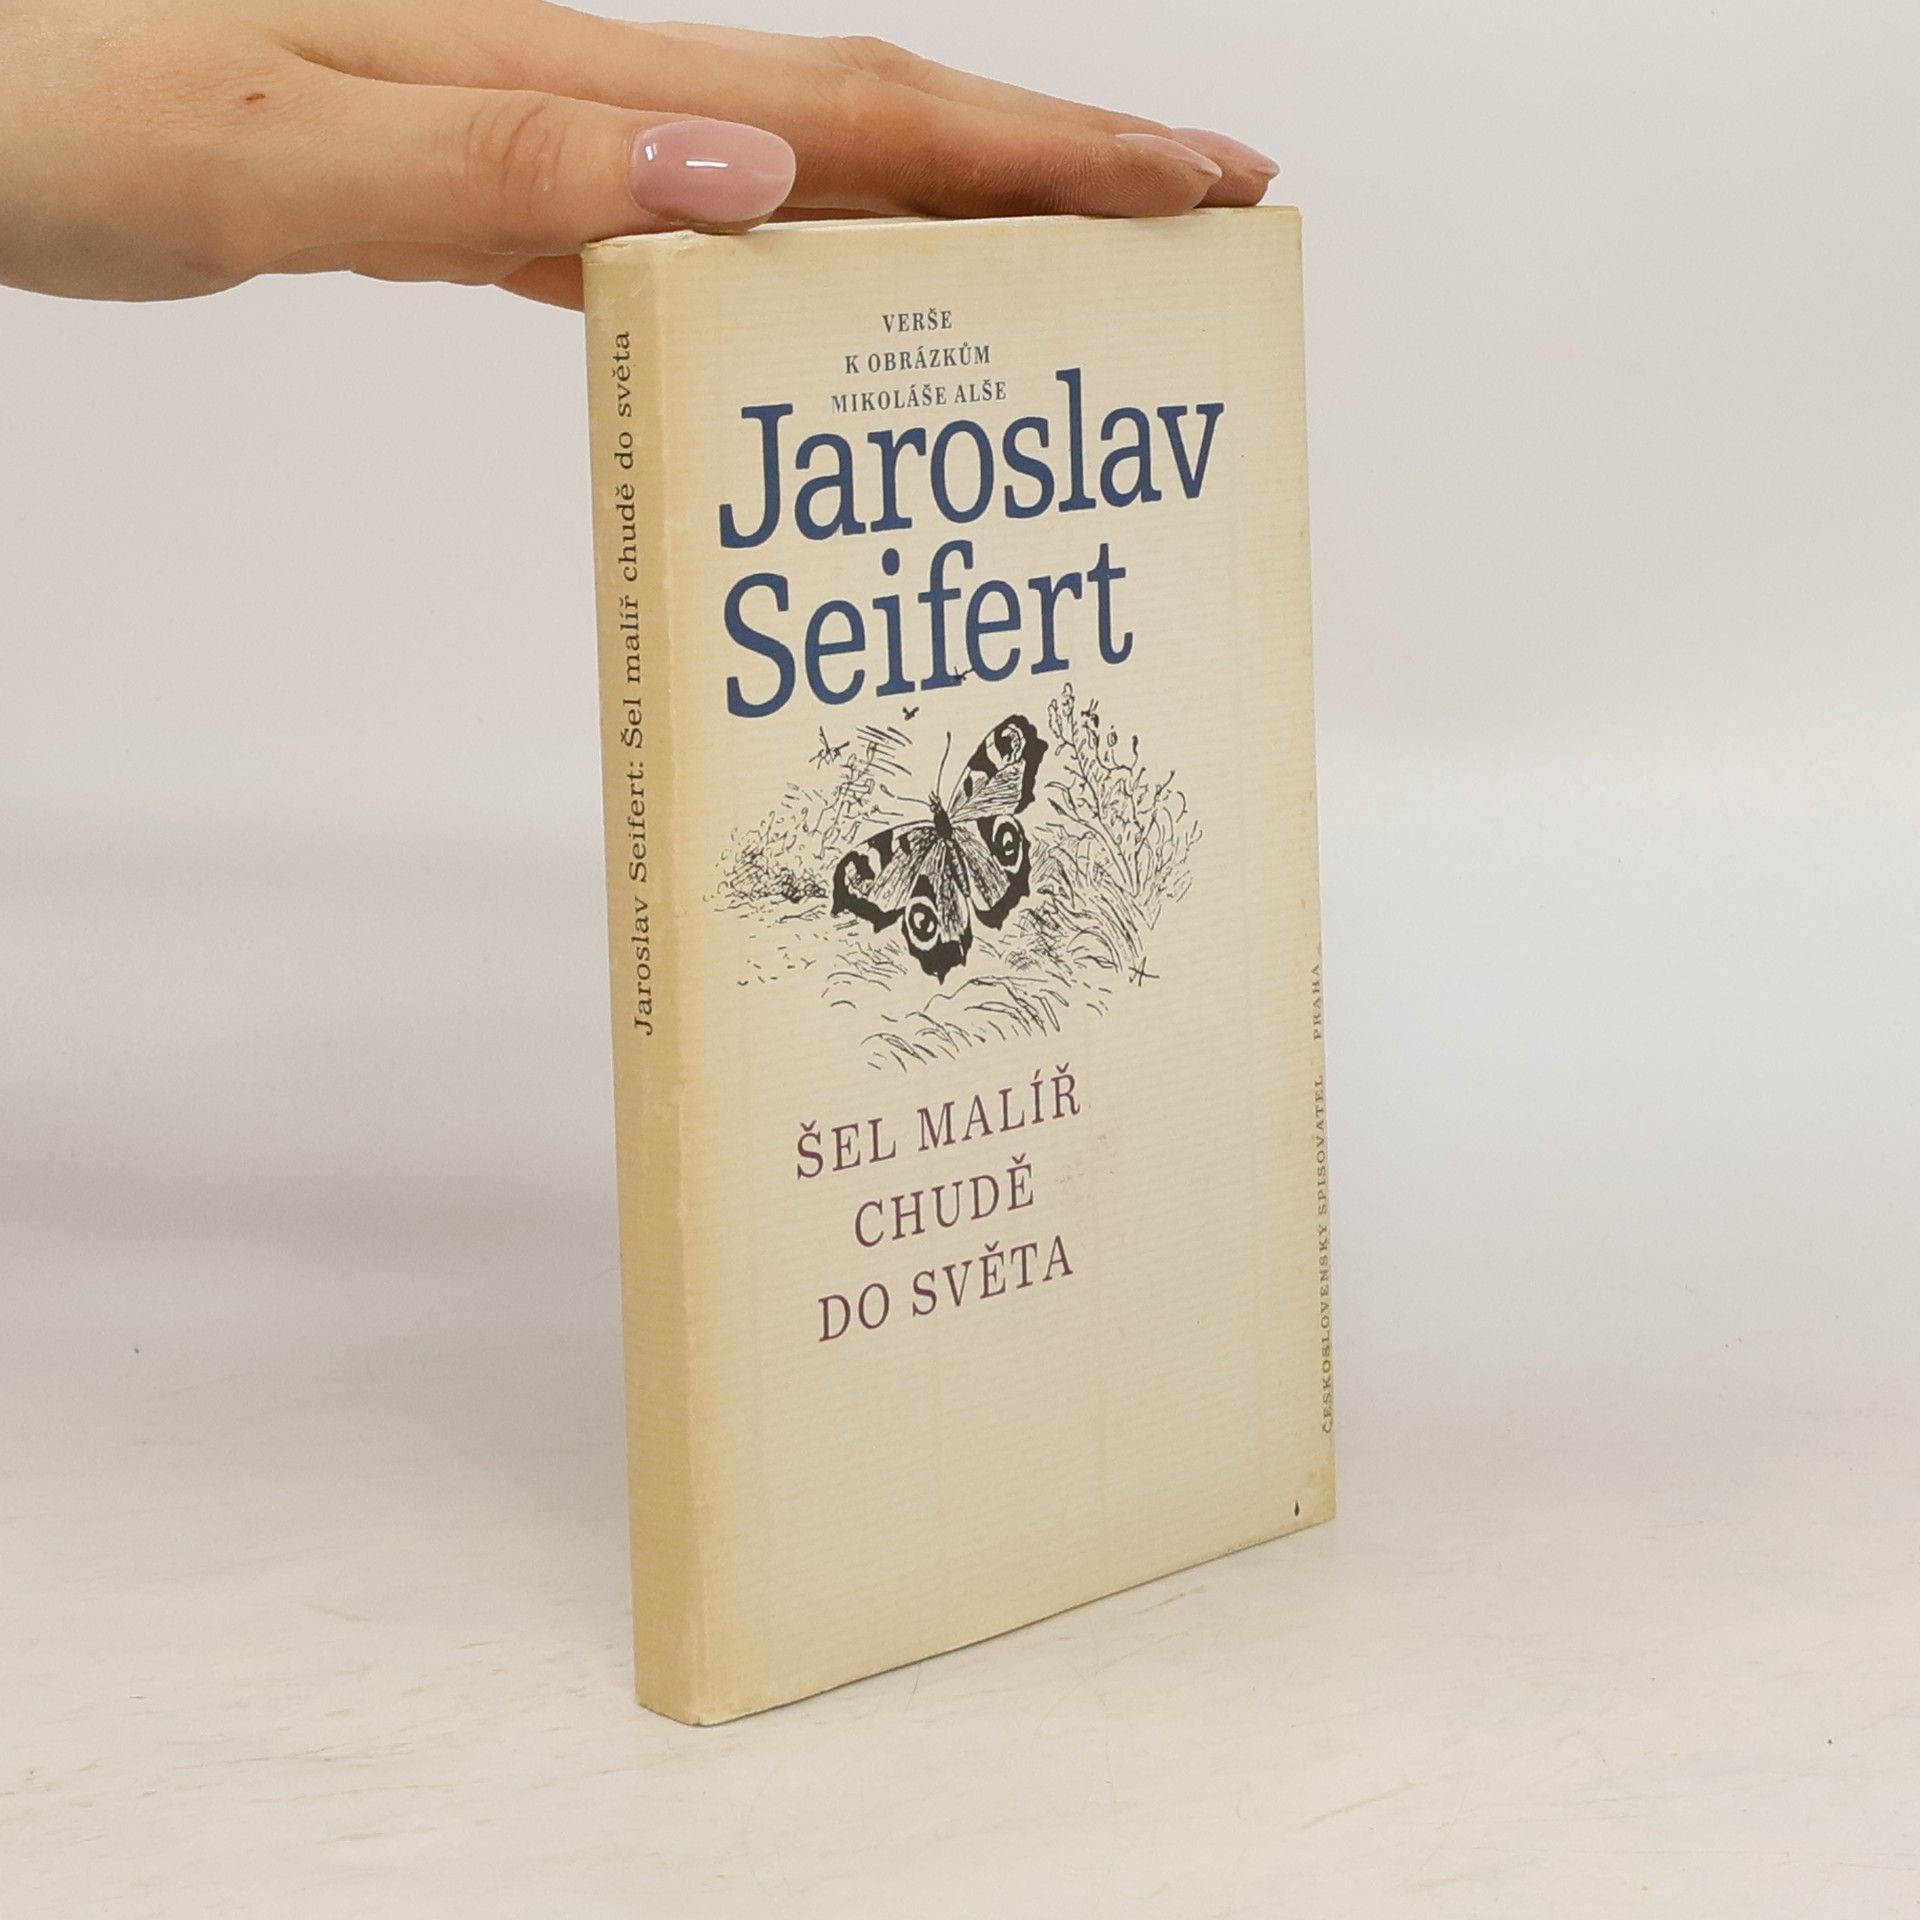 VERŠE
K OBRÁZKŮM
MIKOLÁŠE ALŠE
Jaroslav
Seifert
ŠEL MALÍŘ
CHUDĚ
DO SVĚTA
Jaroslav Seifert: Šel malíř chudě do světa
ČESKOSLOVENSKÝ SPISOVATEL PRAHA